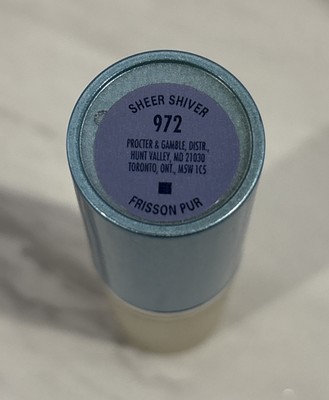 SHEER SHIVER
972
PROCTER & GAMBLE, DISTR.,
HUNT VALLEY, MD 21030
TORONTO, ONT., M5W 1C5
FRISSON PUR